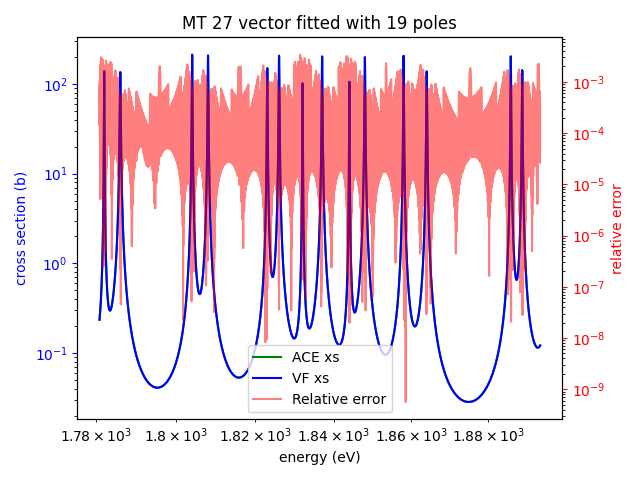 MT 27 vector fitted with 19 poles
10²
10¹
10⁰
10⁻¹
cross section (b)
10⁻³
10⁻⁴
10⁻⁵
10⁻⁶
10⁻⁷
10⁻⁸
10⁻⁹
relative error
ACE xs
VF xs
Relative error
1.78 × 10³ 1.8 × 10³ 1.82 × 10³ 1.84 × 10³ 1.86 × 10³ 1.88 × 10³
energy (eV)